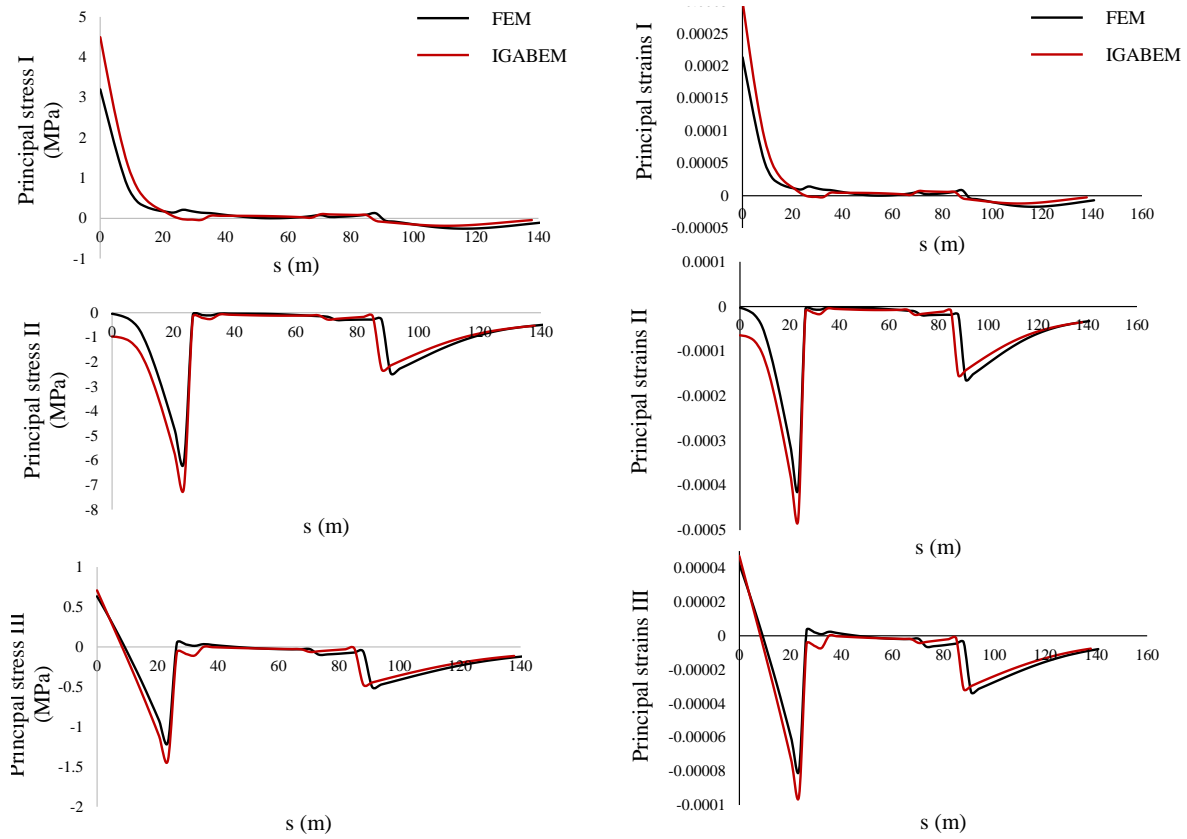 FEM
IGABEM
Principal stress I
(MPa)
5
4
3
2
1
0
-1
0 20 40 60 80 100 120 140
s (m)
FEM
IGABEM
Principal strains I
0.00025
0.0002
0.00015
0.0001
0.00005
0
-0.00005
0 20 40 60 80 100 120 140 160
s (m)
Principal stress II
(MPa)
0
-1
-2
-3
-4
-5
-6
-7
-8
0 20 40 60 80 100 120 140
s (m)
Principal strains II
0.0001
0
-0.0001
-0.0002
-0.0003
-0.0004
-0.0005
0 20 40 60 80 100 120 140 160
s (m)
Principal stress III
(MPa)
1
0.5
0
-0.5
-1
-1.5
-2
0 20 40 60 80 100 120 140
s (m)
Principal strains III
0.00004
0.00002
0
-0.00002
-0.00004
-0.00006
-0.00008
-0.0001
0 20 40 60 80 100 120 140 160
s (m)